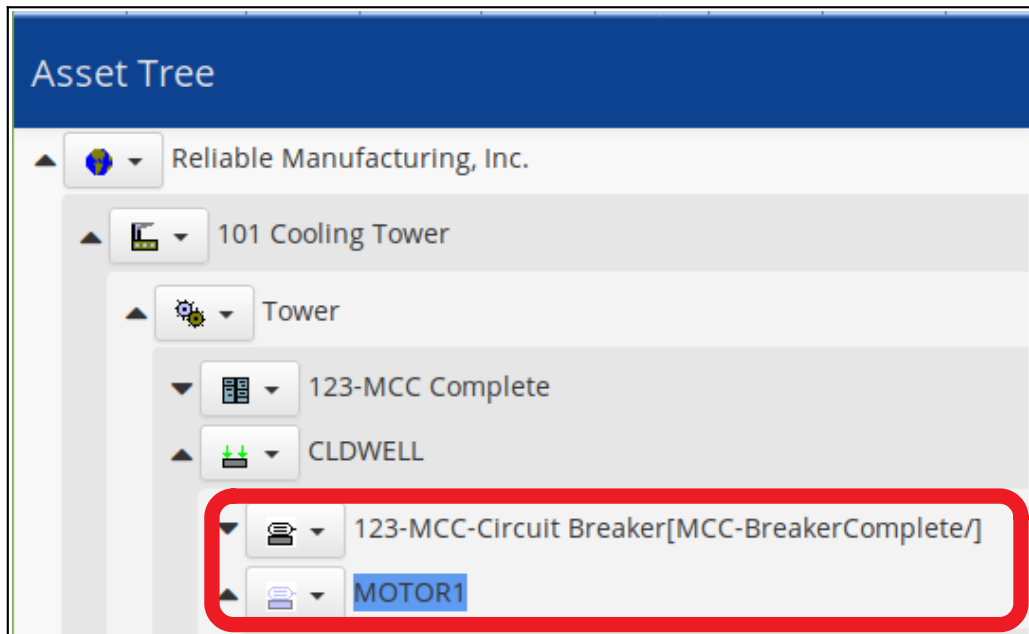 Asset Tree
Reliable Manufacturing, Inc.
101 Cooling Tower
Tower
123-MCC Complete
CLDWELL
123-MCC-Circuit Breaker[MCC-BreakerComplete/]
MOTOR1